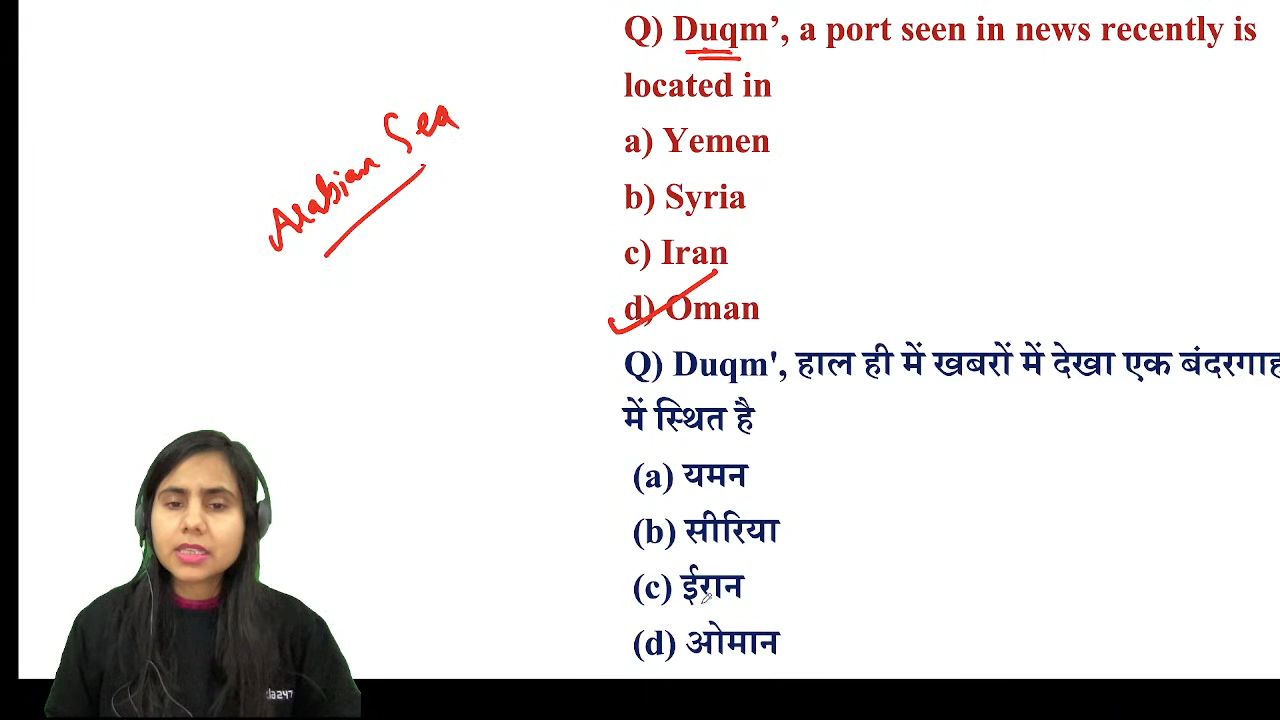 Q) Duqm’, a port seen in news recently is
located in
a) Yemen
b) Syria
c) Iran
d) Oman
Arabian Sea
Q) Duqm', हाल ही में खबरों में देखा एक बंदरगाह
में स्थित है
(a) यमन
(b) सीरिया
(c) ईरान
(d) ओमान